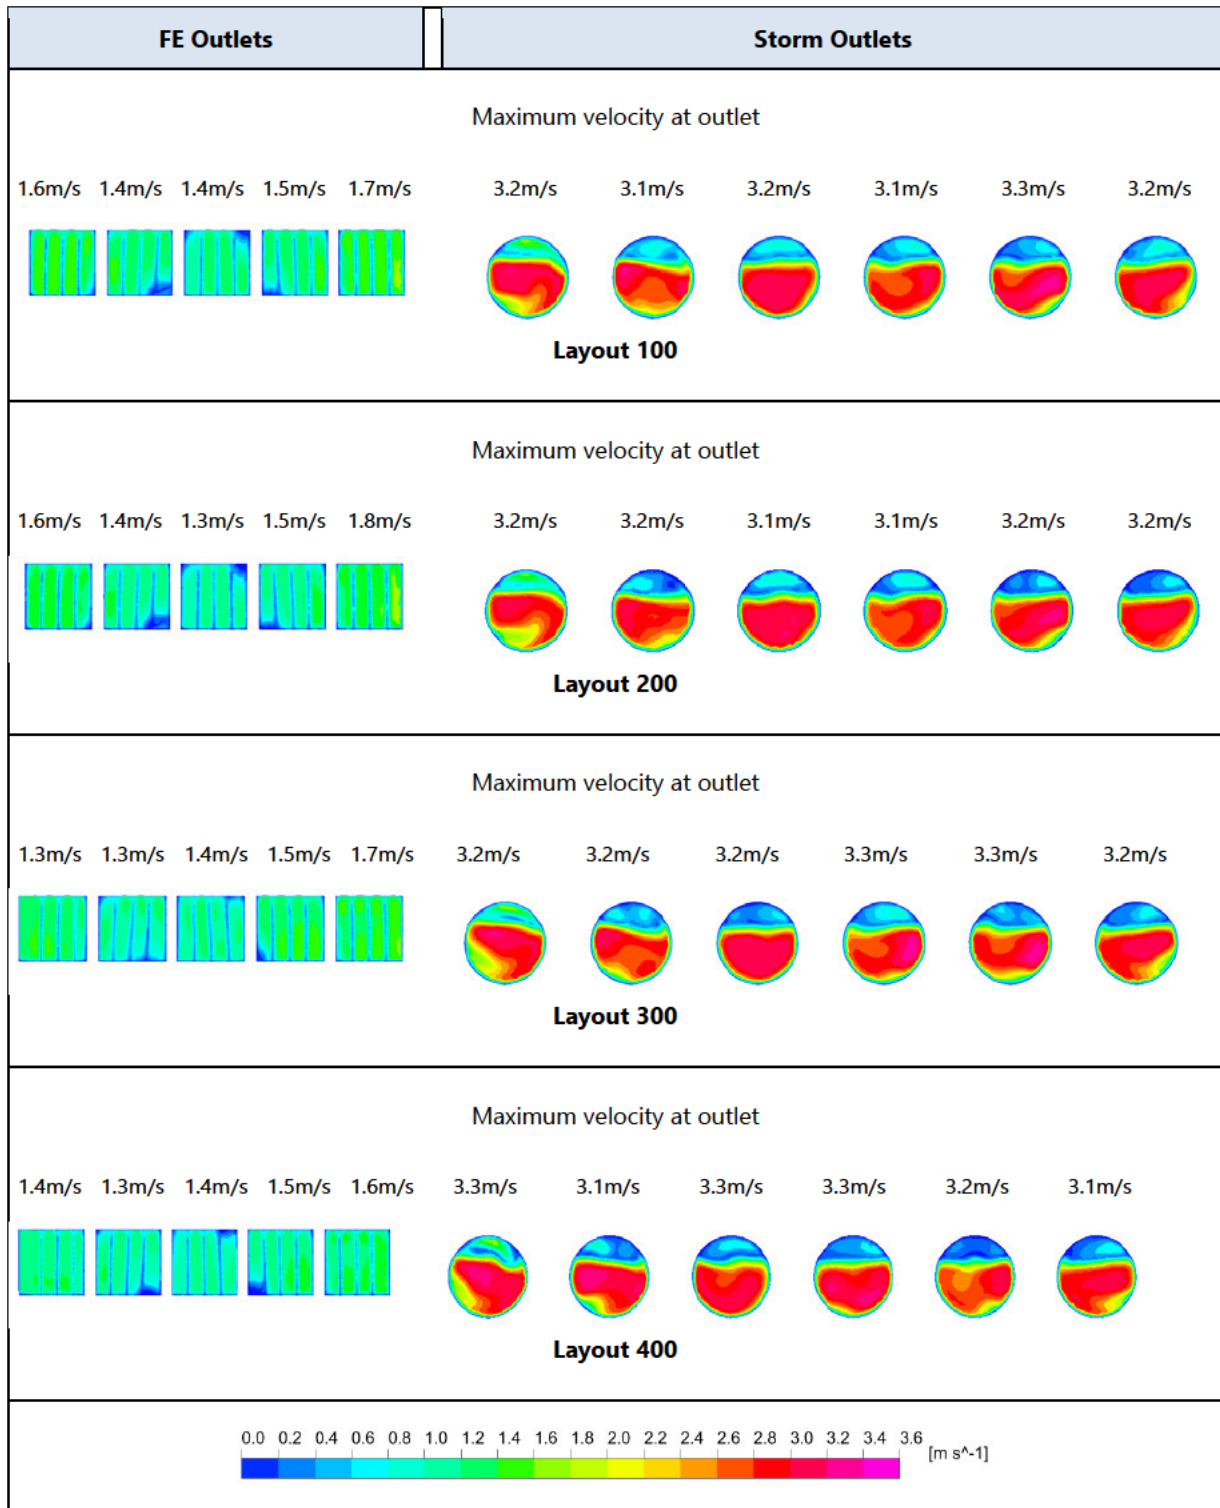 FE Outlets Storm Outlets
Maximum velocity at outlet
1.6m/s 1.4m/s 1.4m/s 1.5m/s 1.7m/s 3.2m/s 3.1m/s 3.2m/s 3.1m/s 3.3m/s 3.2m/s
Layout 100
Maximum velocity at outlet
1.6m/s 1.4m/s 1.3m/s 1.5m/s 1.8m/s 3.2m/s 3.2m/s 3.1m/s 3.1m/s 3.2m/s 3.2m/s
Layout 200
Maximum velocity at outlet
1.3m/s 1.3m/s 1.4m/s 1.5m/s 1.7m/s 3.2m/s 3.2m/s 3.2m/s 3.3m/s 3.3m/s 3.2m/s
Layout 300
Maximum velocity at outlet
1.4m/s 1.3m/s 1.4m/s 1.5m/s 1.6m/s 3.3m/s 3.1m/s 3.3m/s 3.3m/s 3.2m/s 3.1m/s
Layout 400
0.0 0.2 0.4 0.6 0.8 1.0 1.2 1.4 1.6 1.8 2.0 2.2 2.4 2.6 2.8 3.0 3.2 3.4 3.6
[m s^-1]